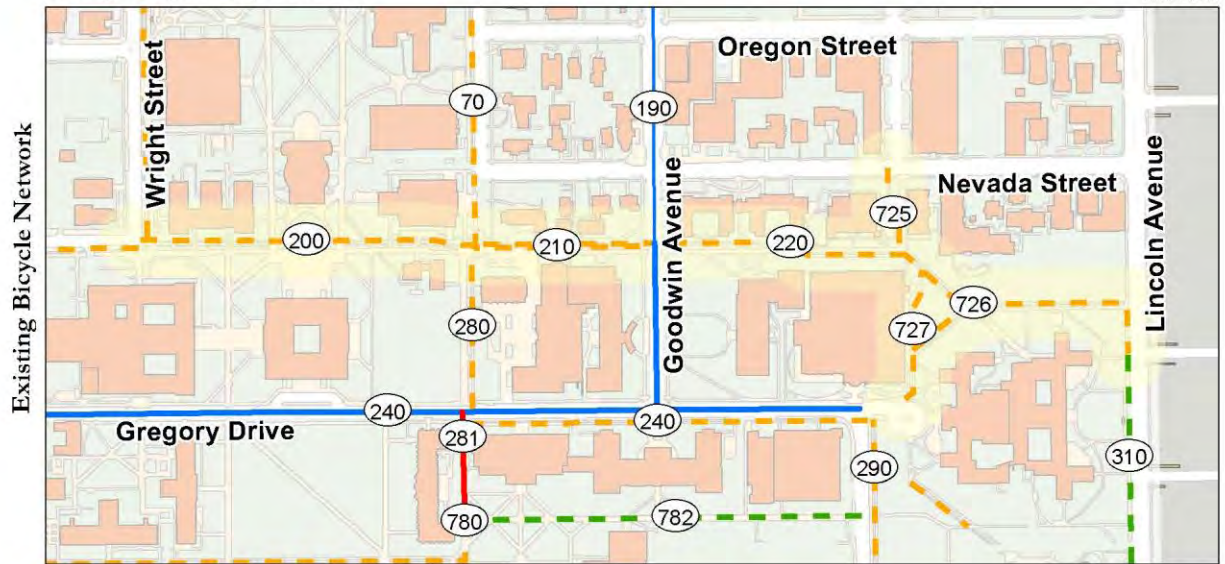 Existing Bicycle Network
Oregon Street
Wright Street
70
190
Goodwin Avenue
Nevada Street
Lincoln Avenue
725
200
210
220
726
280
727
240
240
Gregory Drive
281
290
310
780
782